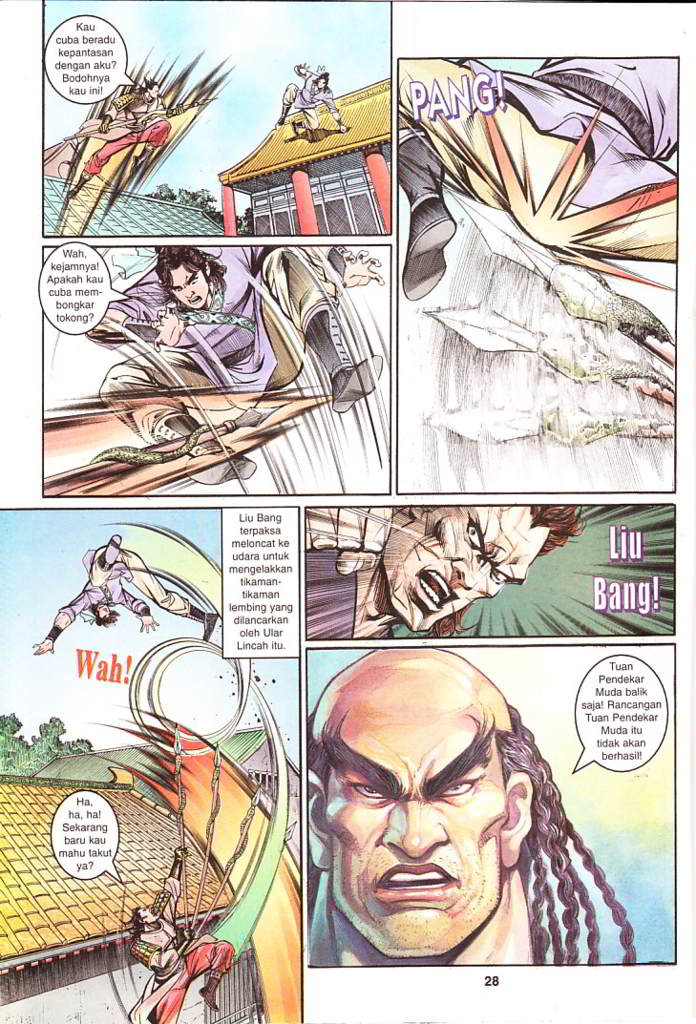 Kau
cuba beradu
kepantasan
dengan aku?
Bodohnya
kau ini!
PANG!
Wah,
kejamnya!
Apakah kau
cuba mem-
bongkar
tokong?
Liu Bang
terpaksa
meloncat ke
udara untuk
mengelakkan
tikaman-
tikaman
lembing yang
dilancarkan
oleh Ular
Lincah itu.
Wah!
Ha,
ha, ha!
Sekarang
baru kau
mahu takut
ya?
Liu
Bang!
Tuan
Pendekar
Muda balik
saja! Rancangan
Tuan Pendekar
Muda itu
tidak akan
berhasil!
28